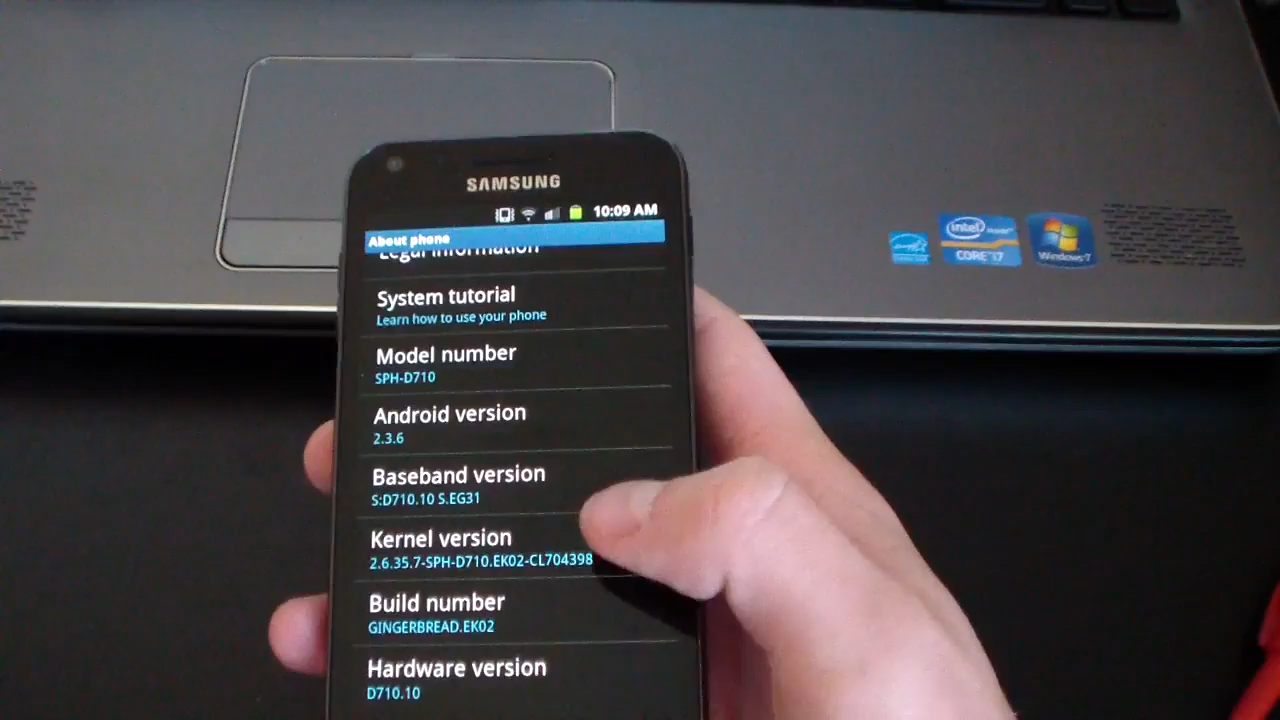 SAMSUNG
10:09 AM
About phone
Legal information
System tutorial
Learn how to use your phone
Model number
SPH-D710
Android version
2.3.6
Baseband version
S:D710.10 S.EG31
Kernel version
2.6.35.7-SPH-D710.EK02-CL704398
Build number
GINGERBREAD.EK02
Hardware version
D710.10
intel
CORE i7
Windows 7